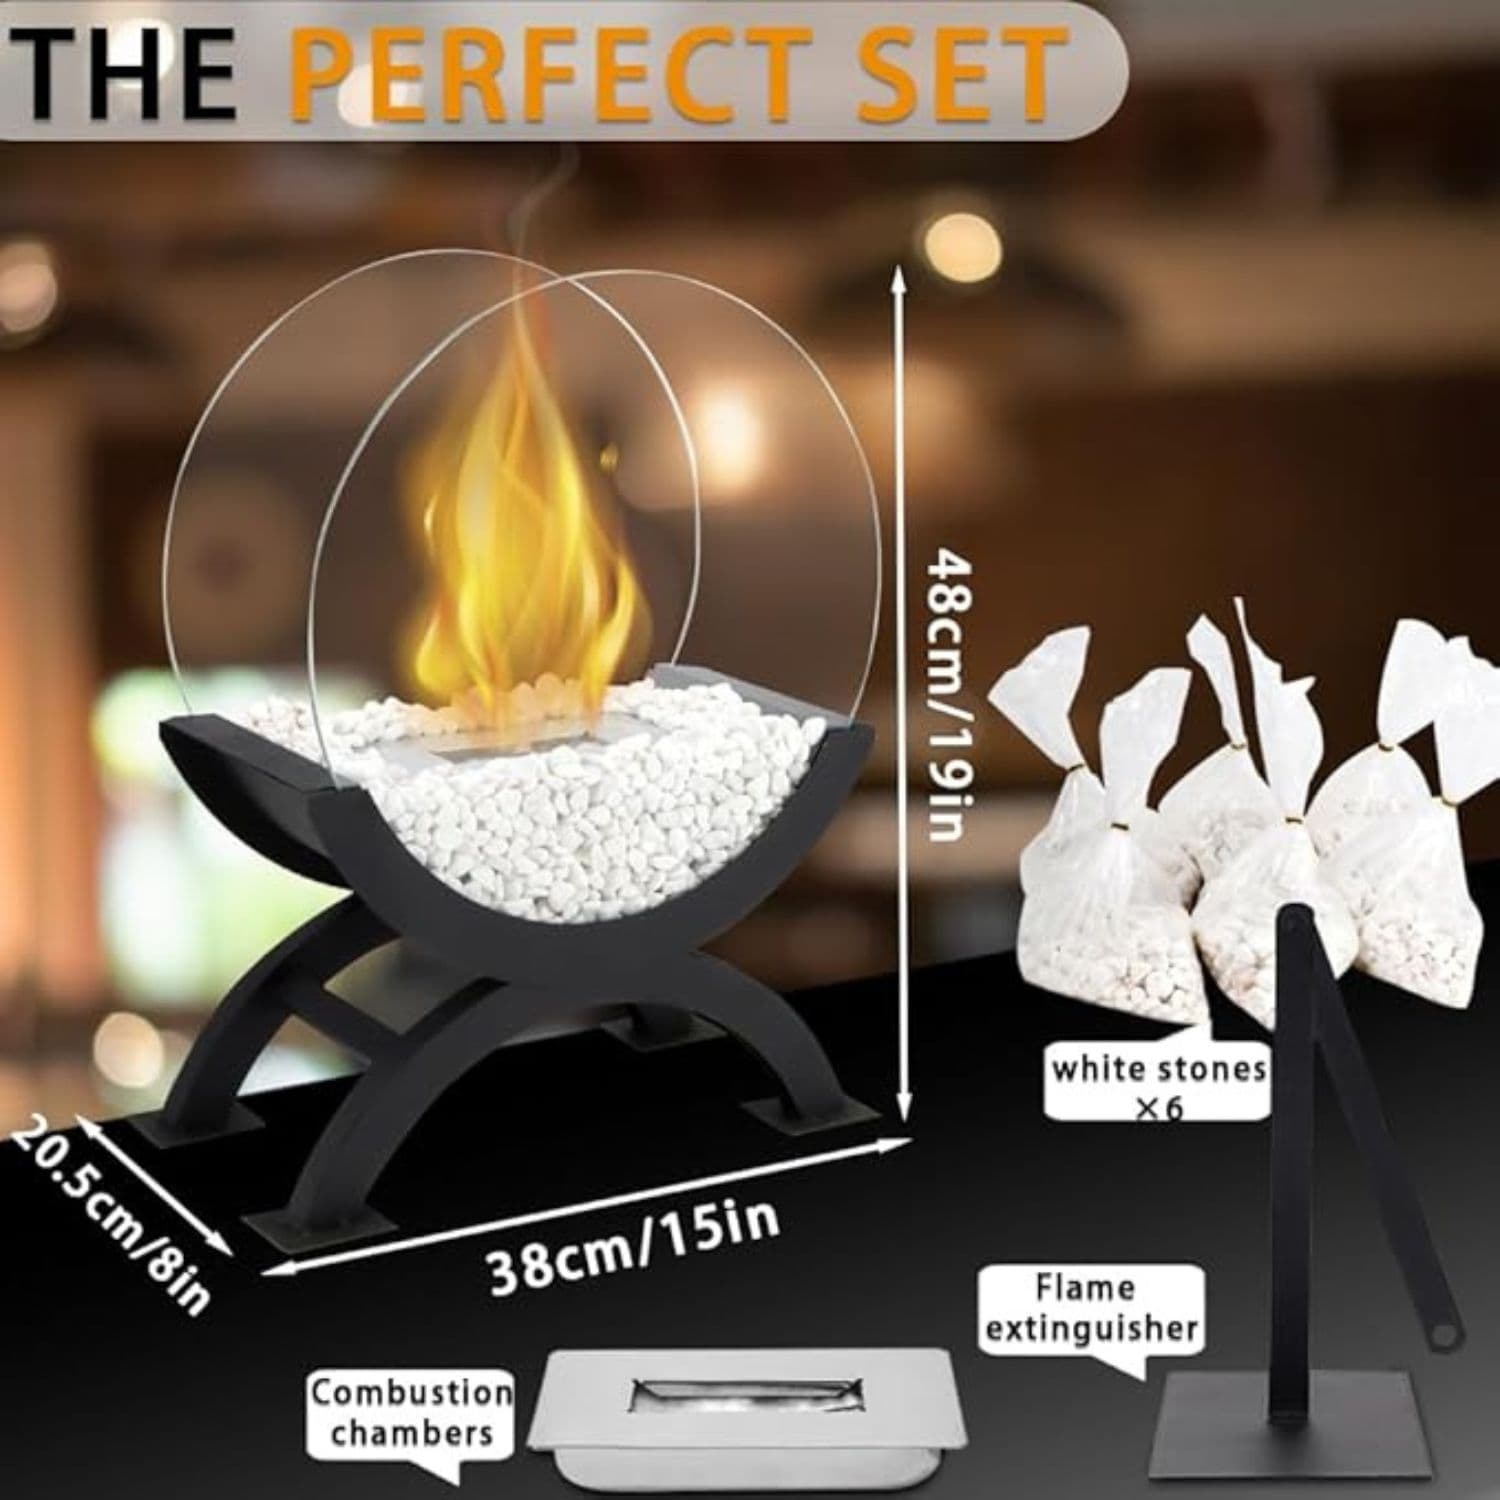 THE PERFECT SET
48cm/19in
white stones
×6
20.5cm/8in
38cm/15in
Flame
extinguisher
Combustion
chambers